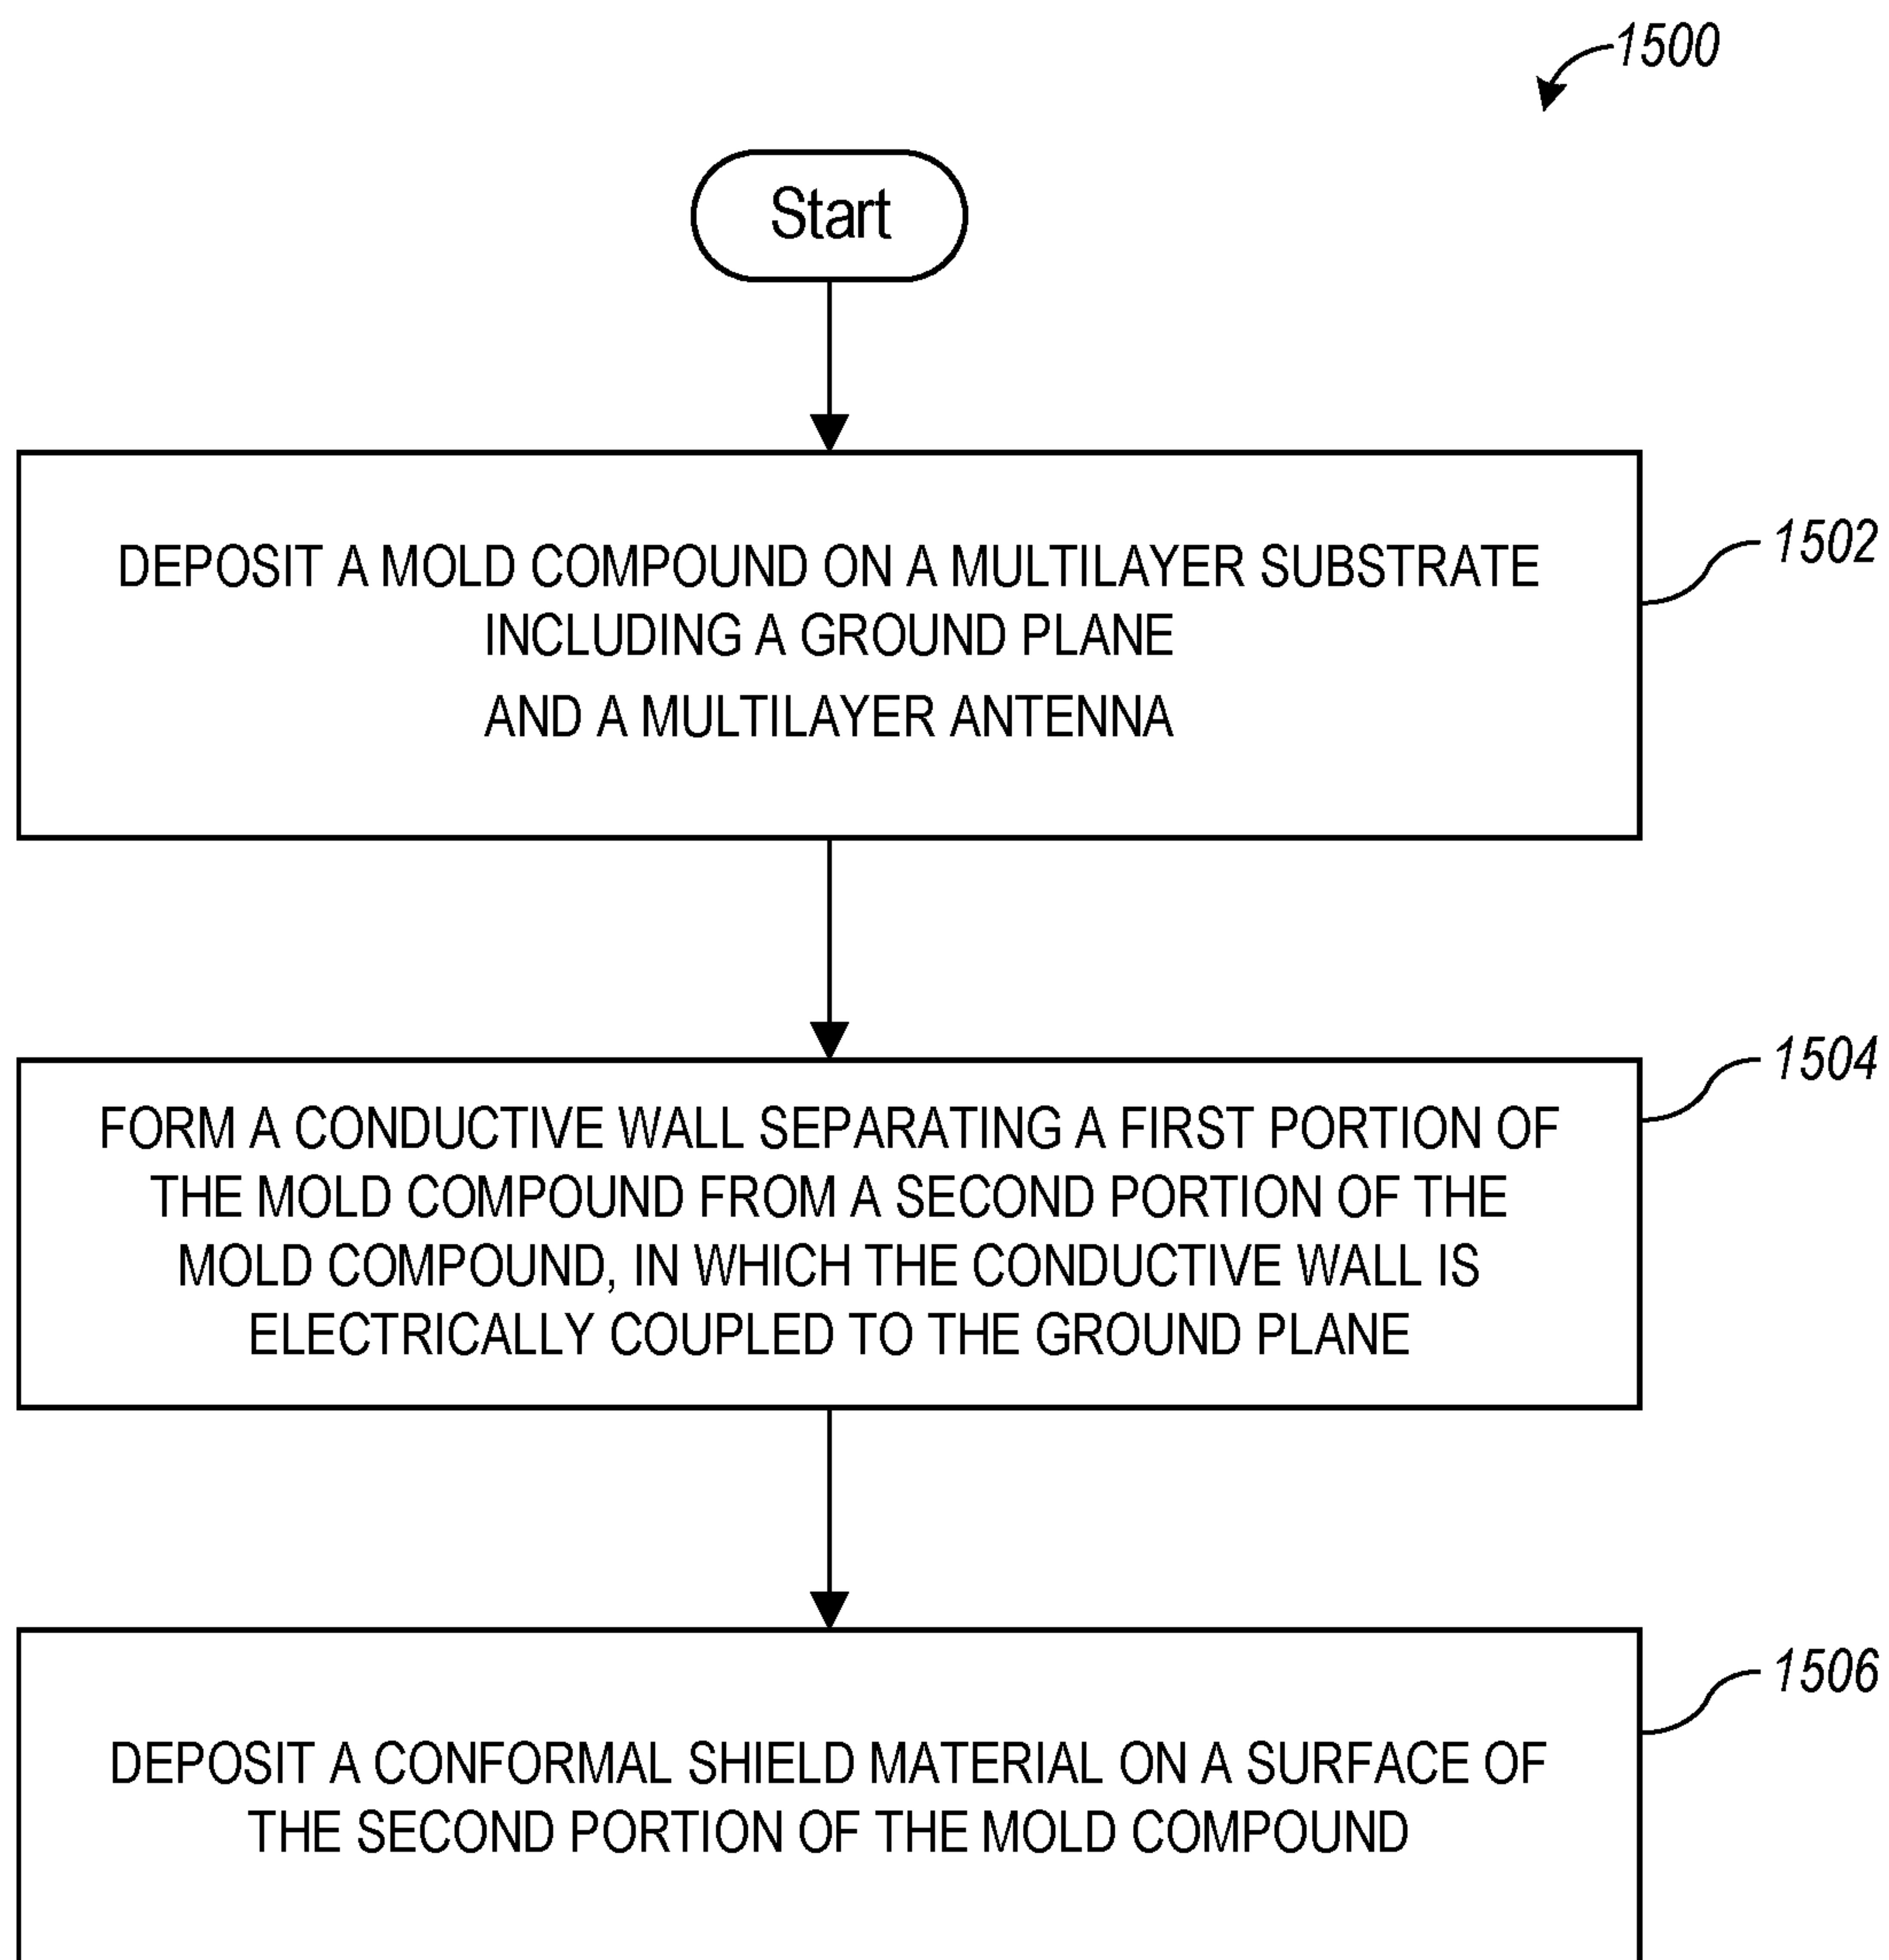 1500
Start
DEPOSIT A MOLD COMPOUND ON A MULTILAYER SUBSTRATE
INCLUDING A GROUND PLANE
AND A MULTILAYER ANTENNA
1502
FORM A CONDUCTIVE WALL SEPARATING A FIRST PORTION OF
THE MOLD COMPOUND FROM A SECOND PORTION OF THE
MOLD COMPOUND, IN WHICH THE CONDUCTIVE WALL IS
ELECTRICALLY COUPLED TO THE GROUND PLANE
1504
DEPOSIT A CONFORMAL SHIELD MATERIAL ON A SURFACE OF
THE SECOND PORTION OF THE MOLD COMPOUND
1506